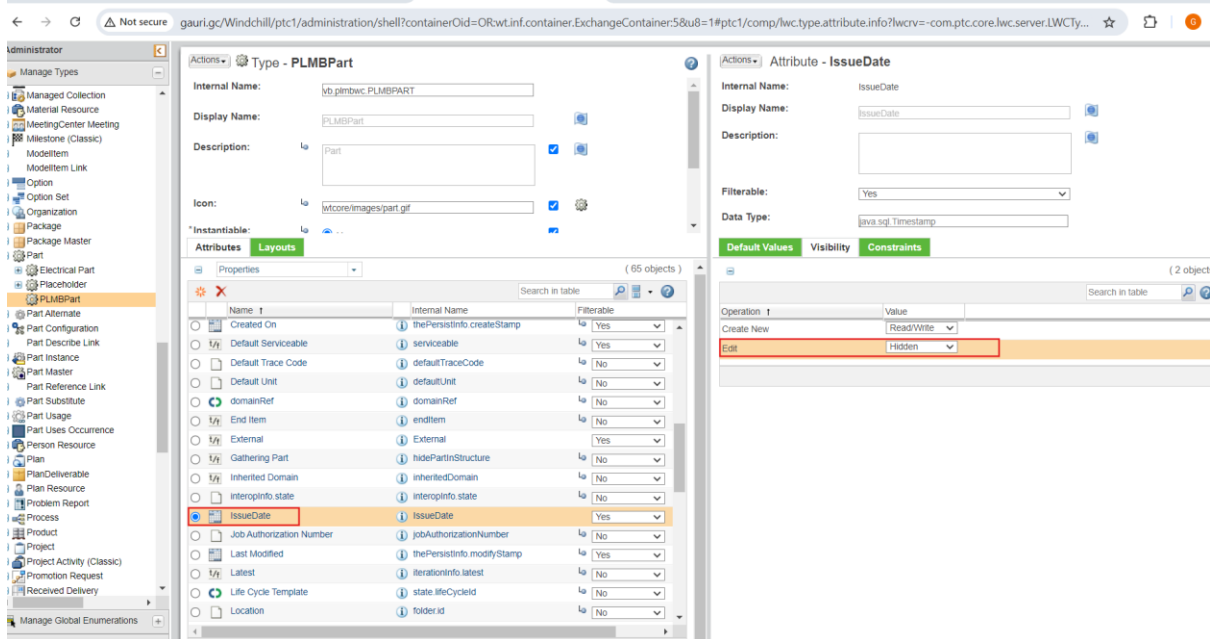 Not secure gauri.gc/Windchill/ptc1/administration/shell?containerOid=OR:wt.inf.container.ExchangeContainer:5&u8=1#ptc1/comp/lwc.type.attribute.info?lwcrv=-com.ptc.core.lwc.server.LWCTy...
G
Administrator
Manage Types
Managed Collection
Material Resource
MeetingCenter Meeting
Milestone (Classic)
ModelItem
ModelItem Link
Option
Option Set
Organization
Package
Package Master
Part
Electrical Part
Placeholder
PLMBPart
Part Alternate
Part Configuration
Part Describe Link
Part Instance
Part Master
Part Reference Link
Part Substitute
Part Usage
Part Uses Occurrence
Person Resource
Plan
PlanDeliverable
Plan Resource
Problem Report
Process
Product
Project
Project Activity (Classic)
Promotion Request
Received Delivery
Manage Global Enumerations
Actions Type - PLMBPart
Internal Name: vb.plmbwc.PLMBPART
Display Name: PLMBPart
Description: Part
Icon: wtcore/images/part.gif
*Instantiable:
Attributes Layouts
Properties (65 objects)
Search in table
Name Internal Name Filterable
Created On thePersistInfo.createStamp Yes
Default Serviceable serviceable Yes
Default Trace Code defaultTraceCode No
Default Unit defaultUnit No
domainRef domainRef No
End Item endItem No
External External Yes
Gathering Part hidePartInStructure No
Inherited Domain inheritedDomain No
interopInfo.state interopInfo.state No
IssueDate IssueDate Yes
Job Authorization Number jobAuthorizationNumber No
Last Modified thePersistInfo.modifyStamp Yes
Latest iterationInfo.latest No
Life Cycle Template state.lifeCycleId No
Location folder.id No
Actions Attribute - IssueDate
Internal Name: IssueDate
Display Name: IssueDate
Description:
Filterable: Yes
Data Type: java.sql.Timestamp
Default Values Visibility Constraints
(2 object
Search in table
Operation Value
Create New Read/Write
Edit Hidden